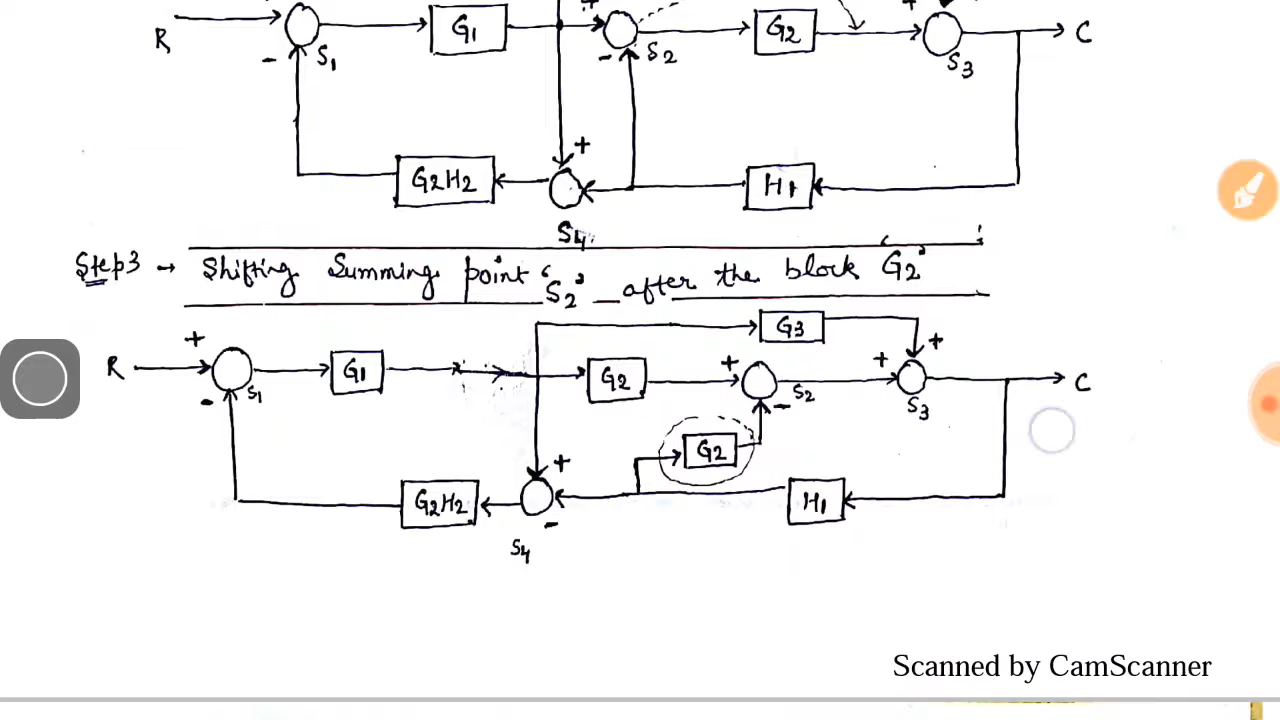 + +
R - S1 G1 - S2 G2 S3 C
+
G2H2 H1
S4
Step3 → Shifting Summing point 'S2' after the block 'G2'
G3
+ +
R S1 G1 G2 + S2 + S3 C
- -
+ G2
G2H2 H1
-
S4
Scanned by CamScanner